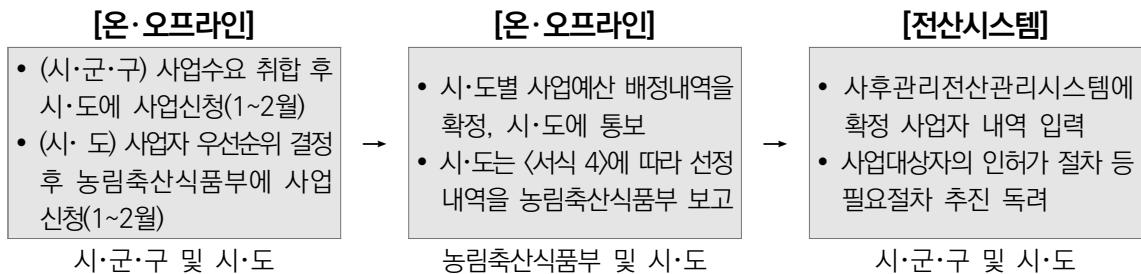 [온·오프라인]
• (시·군·구) 사업수요 취합 후
시·도에 사업신청(1~2월)
• (시· 도) 사업자 우선순위 결정
후 농림축산식품부에 사업
신청(1~2월)
시·군·구 및 시·도
→
[온·오프라인]
• 시·도별 사업예산 배정내역을
확정, 시·도에 통보
• 시·도는 〈서식 4〉에 따라 선정
내역을 농림축산식품부 보고
농림축산식품부 및 시·도
→
[전산시스템]
• 사후관리전산관리시스템에
확정 사업자 내역 입력
• 사업대상자의 인허가 절차 등
필요절차 추진 독려
시·군·구 및 시·도